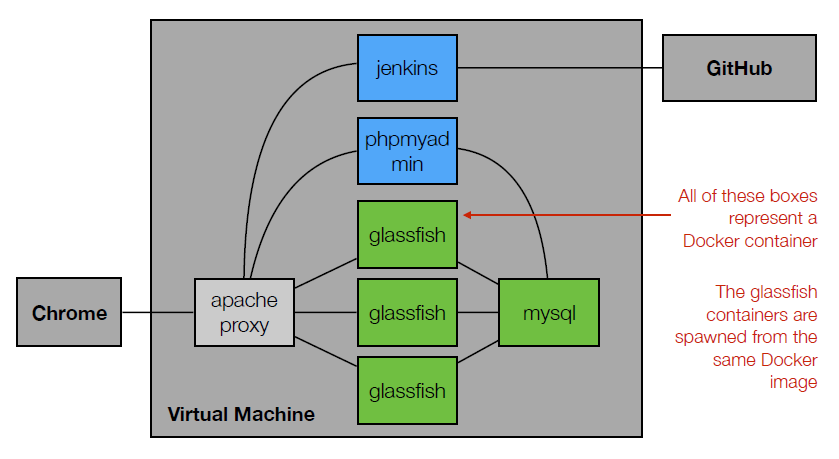 jenkins
GitHub
phpmyad
min
All of these boxes
represent a
Docker container
glassfish
Chrome
apache
proxy
glassfish
mysql
The glassfish
containers are
spawned from the
same Docker
image
glassfish
Virtual Machine